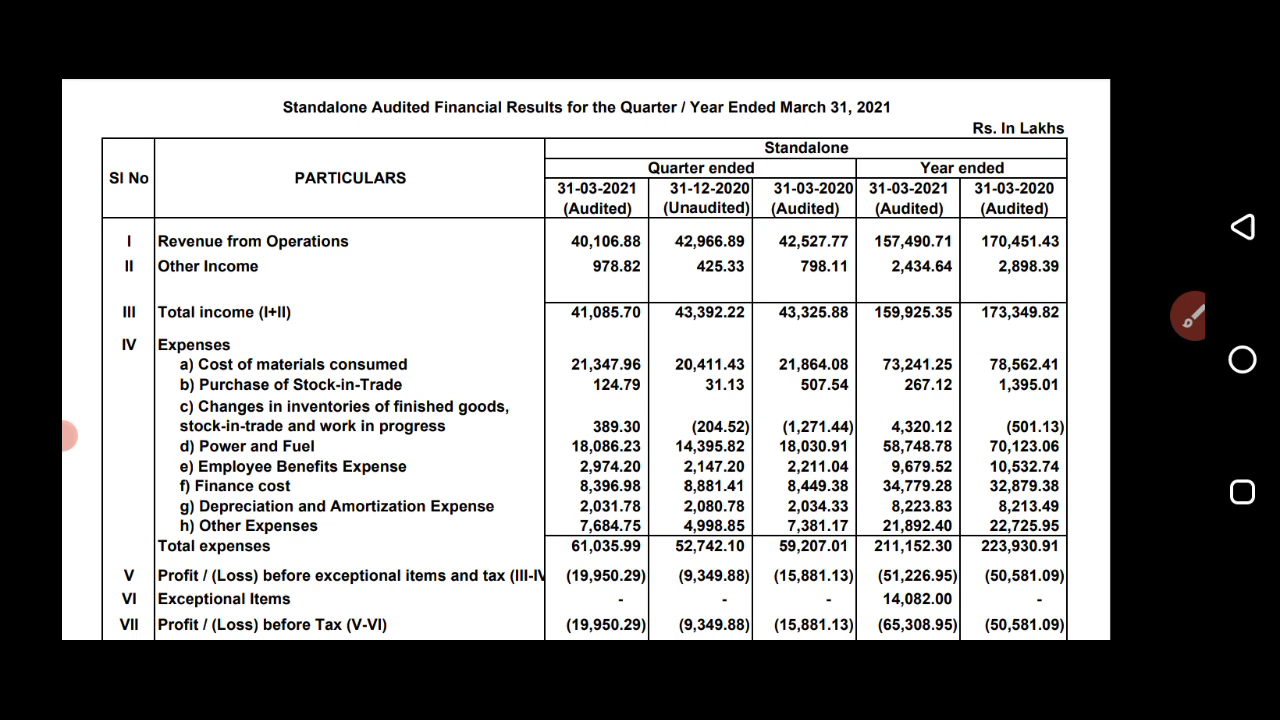 Standalone Audited Financial Results for the Quarter / Year Ended March 31, 2021
Rs. In Lakhs
Standalone
SI No PARTICULARS Quarter ended Year ended
31-03-2021 31-12-2020 31-03-2020 31-03-2021 31-03-2020
(Audited) (Unaudited) (Audited) (Audited) (Audited)
I Revenue from Operations 40,106.88 42,966.89 42,527.77 157,490.71 170,451.43
II Other Income 978.82 425.33 798.11 2,434.64 2,898.39
III Total income (I+II) 41,085.70 43,392.22 43,325.88 159,925.35 173,349.82
IV Expenses
a) Cost of materials consumed 21,347.96 20,411.43 21,864.08 73,241.25 78,562.41
b) Purchase of Stock-in-Trade 124.79 31.13 507.54 267.12 1,395.01
c) Changes in inventories of finished goods,
stock-in-trade and work in progress 389.30 (204.52) (1,271.44) 4,320.12 (501.13)
d) Power and Fuel 18,086.23 14,395.82 18,030.91 58,748.78 70,123.06
e) Employee Benefits Expense 2,974.20 2,147.20 2,211.04 9,679.52 10,532.74
f) Finance cost 8,396.98 8,881.41 8,449.38 34,779.28 32,879.38
g) Depreciation and Amortization Expense 2,031.78 2,080.78 2,034.33 8,223.83 8,213.49
h) Other Expenses 7,684.75 4,998.85 7,381.17 21,892.40 22,725.95
Total expenses 61,035.99 52,742.10 59,207.01 211,152.30 223,930.91
V Profit / (Loss) before exceptional items and tax (III-IV (19,950.29) (9,349.88) (15,881.13) (51,226.95) (50,581.09)
VI Exceptional Items - - - 14,082.00 -
VII Profit / (Loss) before Tax (V-VI) (19,950.29) (9,349.88) (15,881.13) (65,308.95) (50,581.09)